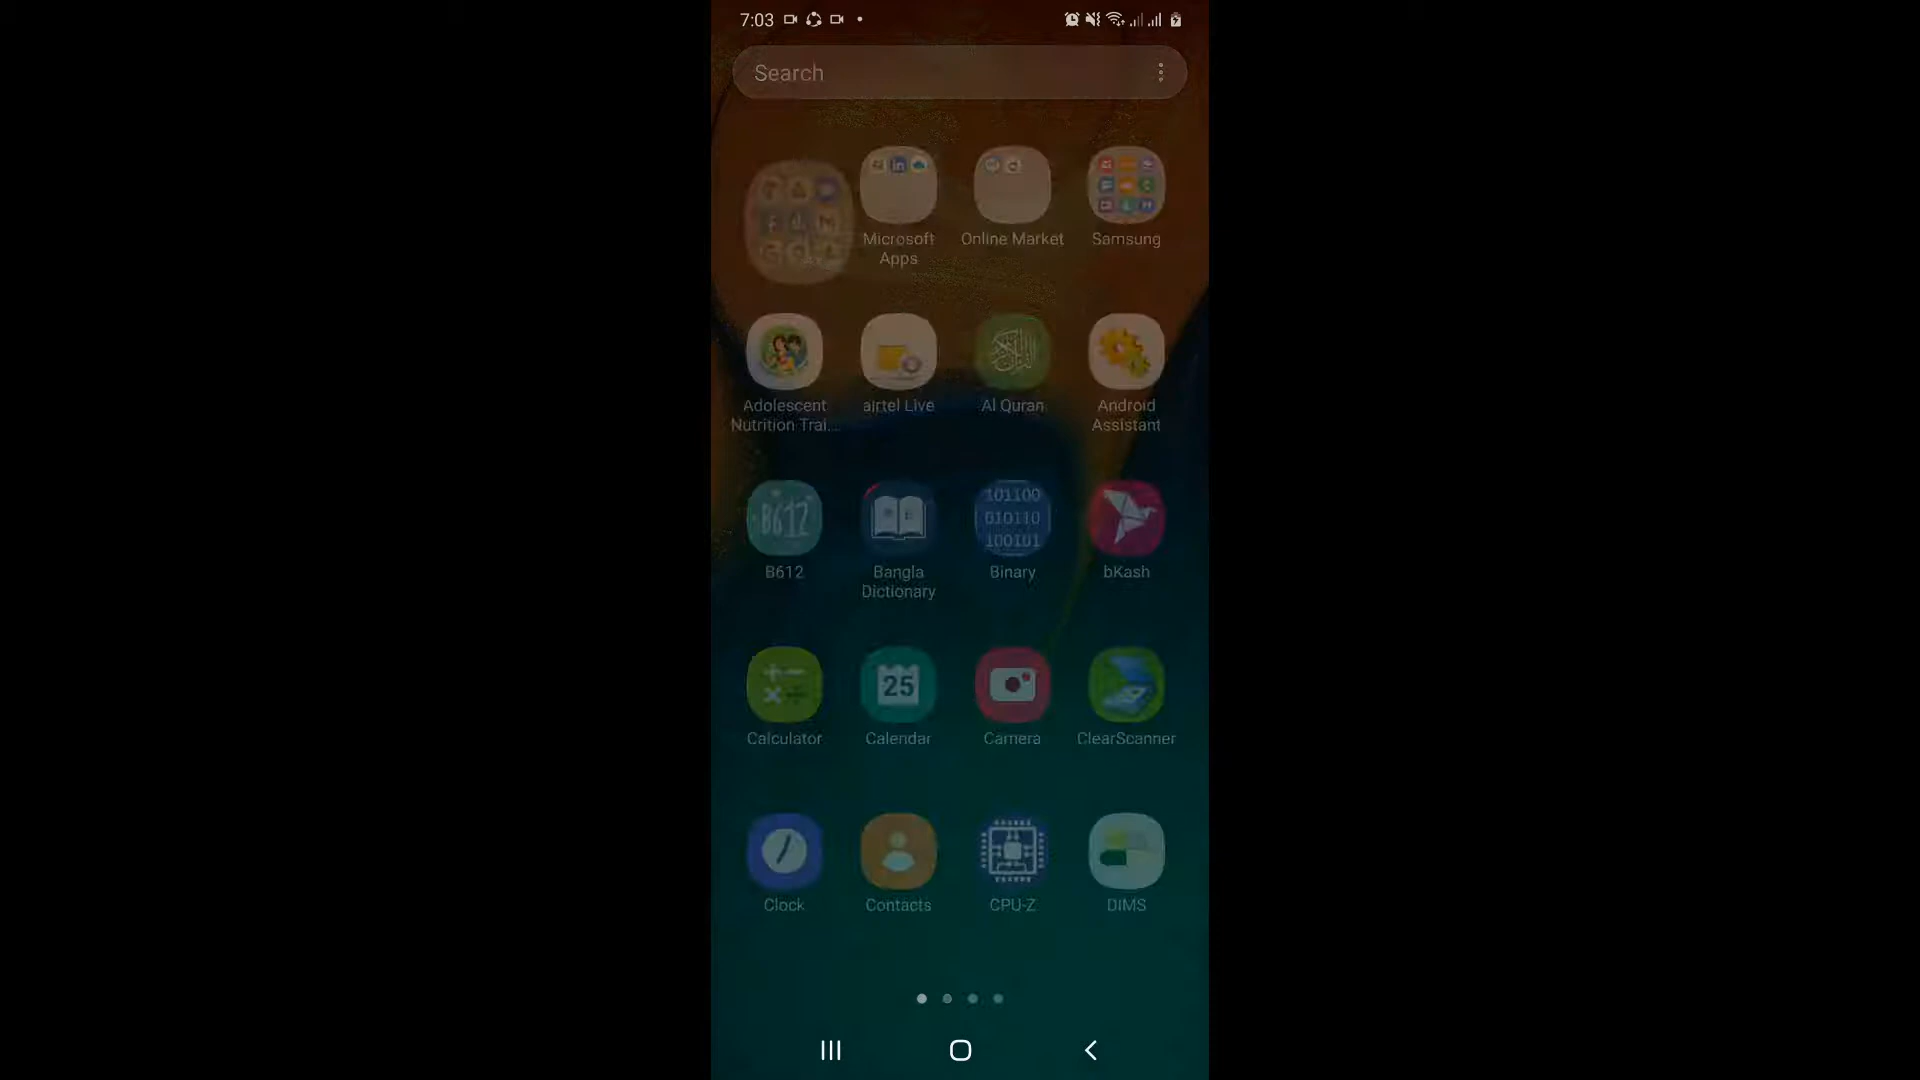 7:03
Search
Microsoft
Apps
Online Market
Samsung
Adolescent
Nutrition Trai...
airtel Live
Al Quran
Android
Assistant
B612
B612
Bangla
Dictionary
101100
010110
100101
Binary
bKash
Calculator
25
Calendar
Camera
ClearScanner
Clock
Contacts
CPU-Z
DIMS